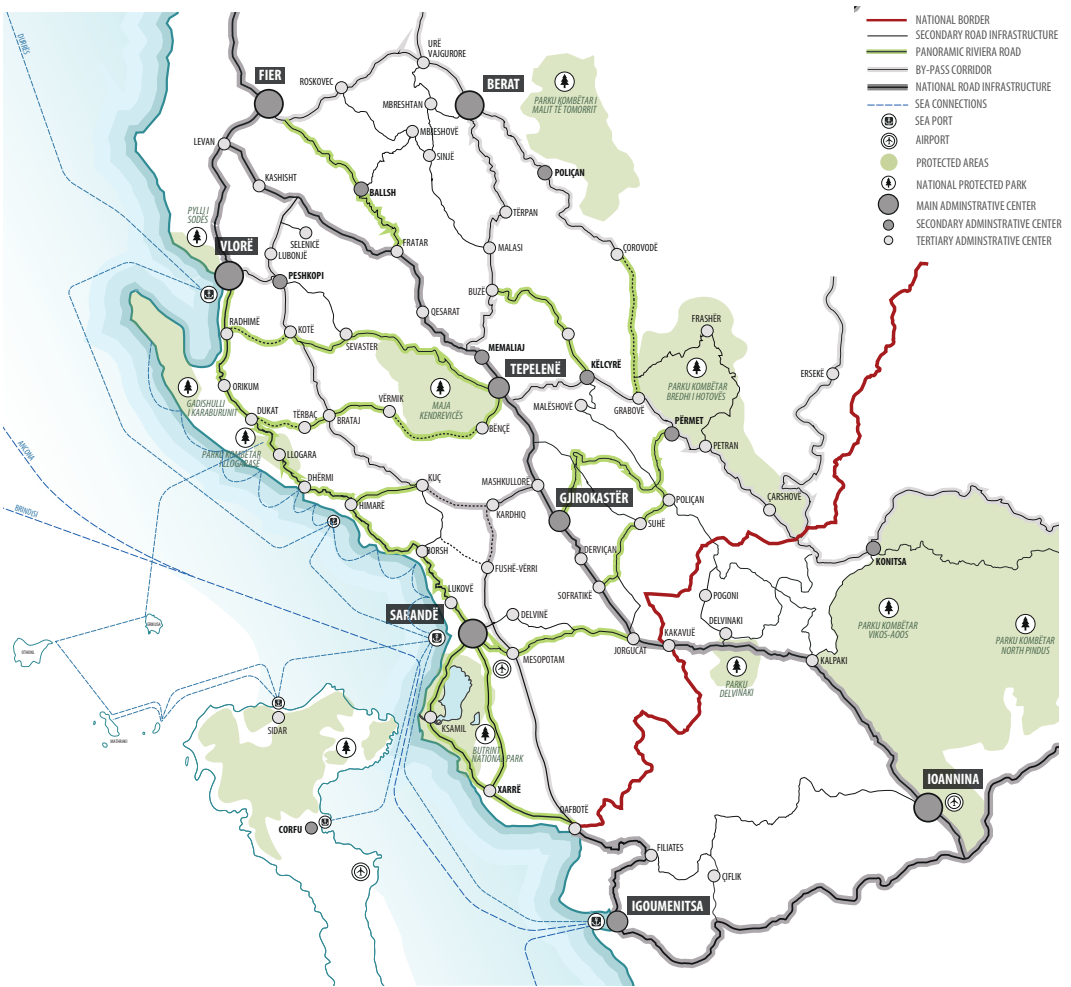 NATIONAL BORDER
SECONDARY ROAD INFRASTRUCTURE
PANORAMIC RIVIERA ROAD
BY-PASS CORRIDOR
NATIONAL ROAD INFRASTRUCTURE
SEA CONNECTIONS
SEA PORT
AIRPORT
PROTECTED AREAS
NATIONAL PROTECTED PARK
MAIN ADMINSTRATIVE CENTER
SECONDARY ADMINSTRATIVE CENTER
TERTIARY ADMINSTRATIVE CENTER
DURRËS
URË
VAJGURORE
FIER
ROSKOVEC
BERAT
MBRESHTAN
PARKU KOMBËTAR I
MALIT TË TOMORRIT
LEVAN
MBJESHOVË
SINJË
KASHISHT
BALLSH
POLIÇAN
PYLLI I
SODËS
TËRPAN
SELENICË
VLORË
LUBONJË
FRATAR
MALASI
ÇOROVODË
PESHKOPI
BUZË
RADHIMË
KOTË
QESARAT
SEVASTER
FRASHËR
MEMALIAJ
TEPELENË
KËLCYRË
ERSEKË
ORIKUM
GADISHULLI
I KARABURUNIT
MAJA
KENDREVICËS
PARKU KOMBËTAR
BREDHI I HOTOVËS
VËRMIK
MALËSHOVË
GRABOVË
DUKAT
TËRBAÇ
BRATAJ
BËNÇË
PËRMET
PETRAN
PARKU KOMBËTAR
LLOGARASË
LLOGARA
ANCONA
DHËRMI
KUÇ
MASHKULLORË
GJIROKASTËR
POLIÇAN
ÇARSHOVË
BRINDISI
HIMARË
KARDHIQ
SUHË
BORSH
DERVIÇAN
KONITSA
FUSHË-VËRRI
LUKOVË
SOFRATIKË
POGONI
SARANDË
DELVINË
DELVINAKI
PARKU KOMBËTAR
VIKOS-AOOS
PARKU KOMBËTAR
NORTH PINDUS
KAKAVIJË
JORGUCAT
MESOPOTAM
KALPAKI
PARKU
DELVINAKI
KSAMIL
SIDAR
BUTRINT
NATIONAL PARK
XARRË
IOANNINA
QAFBOTË
CORFU
FILIATES
ÇIFLIK
IGOUMENITSA